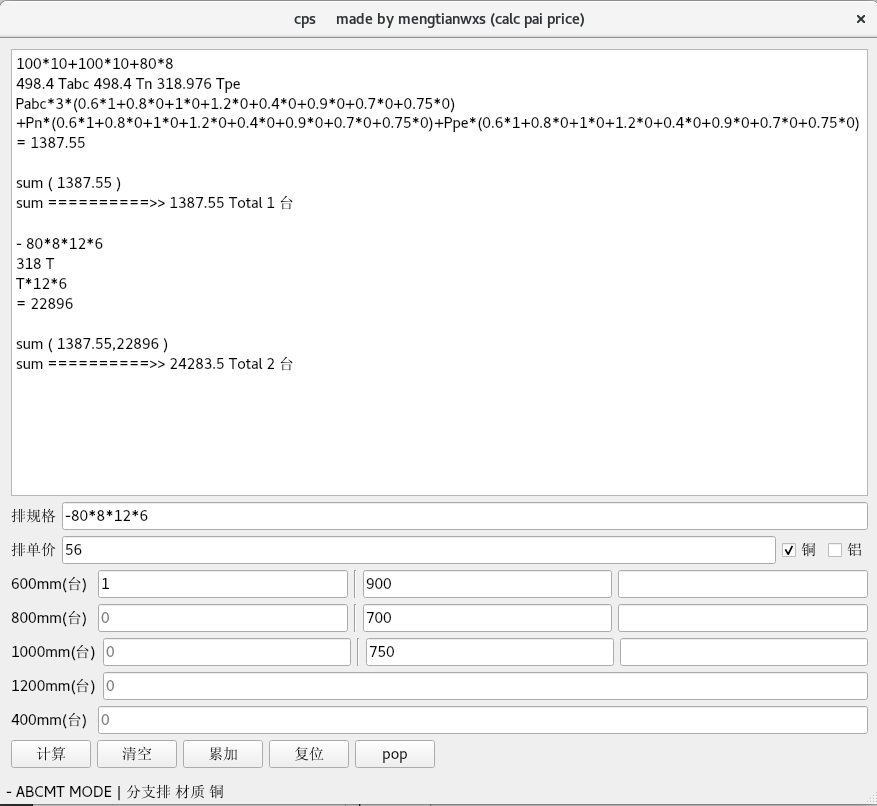 cps made by mengtianwxs (calc pai price)
100*10+100*10+80*8
498.4 Tabc 498.4 Tn 318.976 Tpe
Pabc*3*(0.6*1+0.8*0+1*0+1.2*0+0.4*0+0.9*0+0.7*0+0.75*0)
+Pn*(0.6*1+0.8*0+1*0+1.2*0+0.4*0+0.9*0+0.7*0+0.75*0)+Ppe*(0.6*1+0.8*0+1*0+1.2*0+0.4*0+0.9*0+0.7*0+0.75*0)
= 1387.55
sum ( 1387.55 )
sum ==========>> 1387.55 Total 1 台
- 80*8*12*6
318 T
T*12*6
= 22896
sum ( 1387.55,22896 )
sum ==========>> 24283.5 Total 2 台
排规格 -80*8*12*6
排单价 56 铜 铝
600mm(台) 1 900
800mm(台) 0 700
1000mm(台) 0 750
1200mm(台) 0
400mm(台) 0
计算 清空 累加 复位 pop
- ABCMT MODE | 分支排 材质 铜